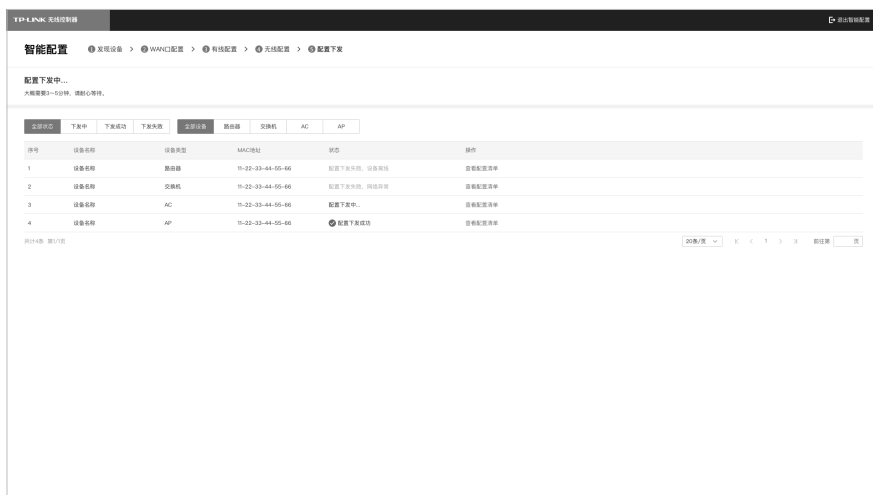 TP-LINK 无线控制器 退出智能配置
智能配置 1 发现设备 > 2 WAN口配置 > 3 有线配置 > 4 无线配置 > 5 配置下发
配置下发中...
大概需要3～5分钟，请耐心等待。
全部状态 下发中 下发成功 下发失败 全部设备 路由器 交换机 AC AP
序号 设备名称 设备类型 MAC地址 状态 操作
1 设备名称 路由器 11-22-33-44-55-66 配置下发失败，设备离线 查看配置清单
2 设备名称 交换机 11-22-33-44-55-66 配置下发失败，网络异常 查看配置清单
3 设备名称 AC 11-22-33-44-55-66 配置下发中... 查看配置清单
4 设备名称 AP 11-22-33-44-55-66 配置下发成功 查看配置清单
共计4条 第1/1页 20条/页 1 前往第 页